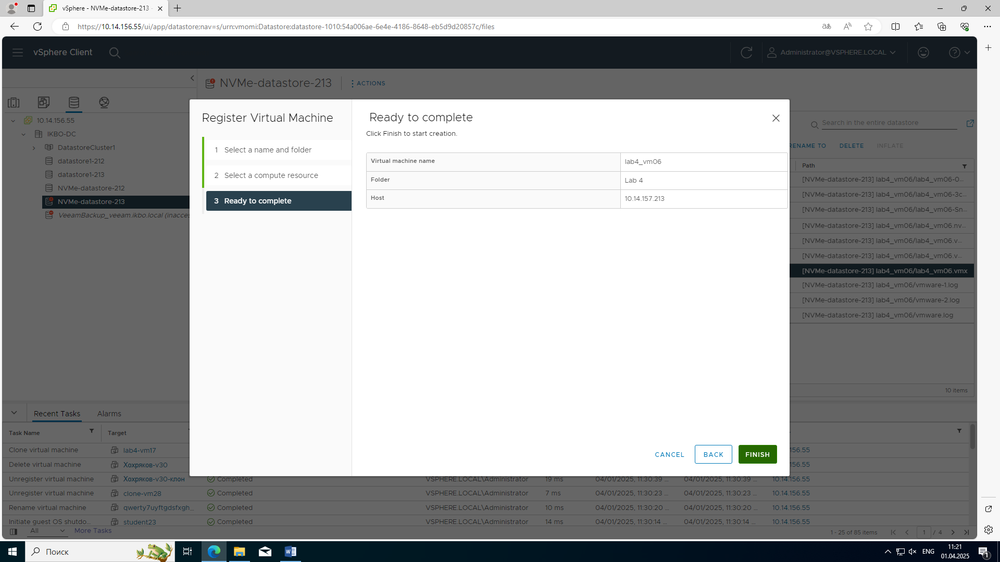 vSphere - NVMe-datastore-213 -
https://10.14.156.55/ui/app/datastore;nav=s/urn:vmomi:Datastore:datastore-1010:54a006ae-6e4e-4186-8648-eb5d9d20857c/files
vSphere Client
Administrator@VSPHERE.LOCAL
NVMe-datastore-213
ACTIONS
10.14.156.55
IKBO-DC
DatastoreCluster1
datastore1-212
datastore1-213
NVMe-datastore-212
NVMe-datastore-213
VeeamBackup_veeam.ikbo.local (inacces
Register Virtual Machine
1 Select a name and folder
2 Select a compute resource
3 Ready to complete
Ready to complete
Click Finish to start creation.
Virtual machine name lab4_vm06
Folder Lab 4
Host 10.14.157.213
CANCEL BACK FINISH
Search in the entire datastore
RENAME TO DELETE INFLATE
Path
[NVMe-datastore-213] lab4_vm06/lab4_vm06-0...
[NVMe-datastore-213] lab4_vm06/lab4_vm06-3c...
[NVMe-datastore-213] lab4_vm06/lab4_vm06-Sn...
[NVMe-datastore-213] lab4_vm06/lab4_vm06.nv...
[NVMe-datastore-213] lab4_vm06/lab4_vm06.v...
[NVMe-datastore-213] lab4_vm06/lab4_vm06.v...
[NVMe-datastore-213] lab4_vm06/lab4_vm06.vmx
[NVMe-datastore-213] lab4_vm06/vmware-1.log
[NVMe-datastore-213] lab4_vm06/vmware-2.log
[NVMe-datastore-213] lab4_vm06/vmware.log
10 items
Recent Tasks Alarms
Task Name Target
Clone virtual machine lab4-vm17 156.55
Delete virtual machine Хохряков-v30 156.55
Unregister virtual machine Хохряков-v30-клон Completed VSPHERE.LOCAL\Administrator 19 ms 04/01/2025, 11:30:39 ... 04/01/2025, 11:30:39 ... 10.14.156.55
Unregister virtual machine clone-vm28 Completed VSPHERE.LOCAL\Administrator 7 ms 04/01/2025, 11:30:23 ... 04/01/2025, 11:30:23 ... 10.14.156.55
Rename virtual machine qwerty7uyftgdsfxgh... Completed VSPHERE.LOCAL\Administrator 10 ms 04/01/2025, 11:30:20 ... 04/01/2025, 11:30:20 ... 10.14.156.55
Initiate guest OS shutdo... student23 Completed VSPHERE.LOCAL\Administrator 14 ms 04/01/2025, 11:30:14 ... 04/01/2025, 11:30:14 ... 10.14.156.55
All More Tasks 1 - 25 of 85 items 1 / 4
Поиск
ENG
11:21
01.04.2025
1